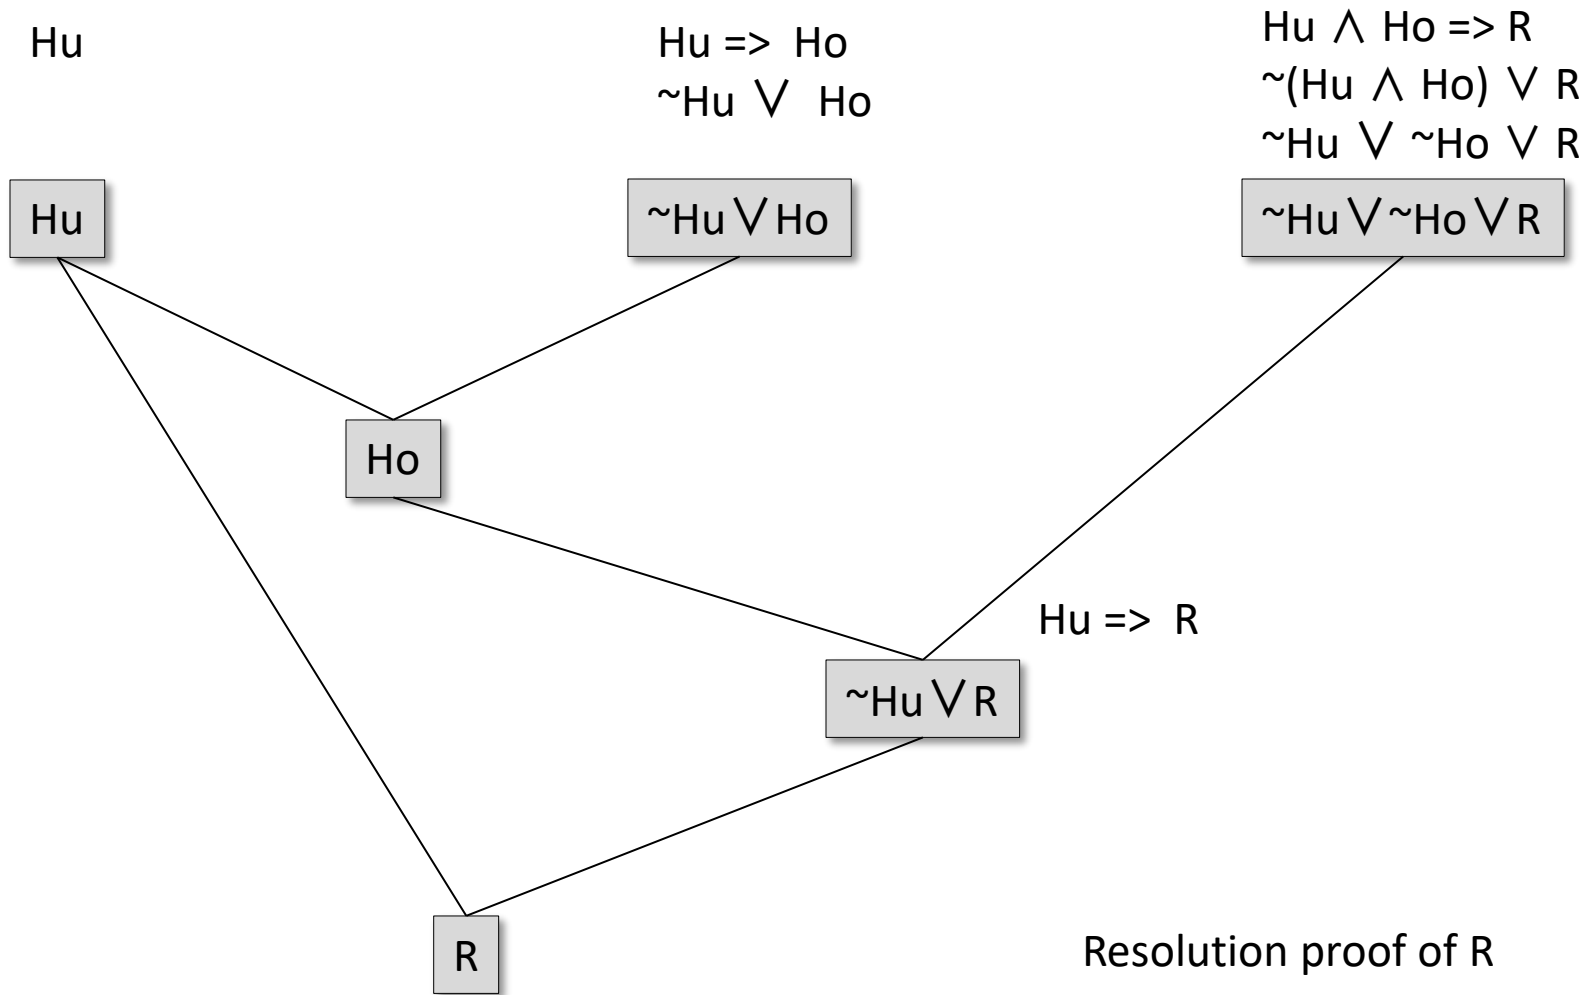 Hu
Hu => Ho
~Hu ∨ Ho
Hu ∧ Ho => R
~(Hu ∧ Ho) ∨ R
~Hu ∨ ~Ho ∨ R
Hu
~Hu ∨ Ho
~Hu ∨ ~Ho ∨ R
Ho
Hu => R
~Hu ∨ R
R
Resolution proof of R